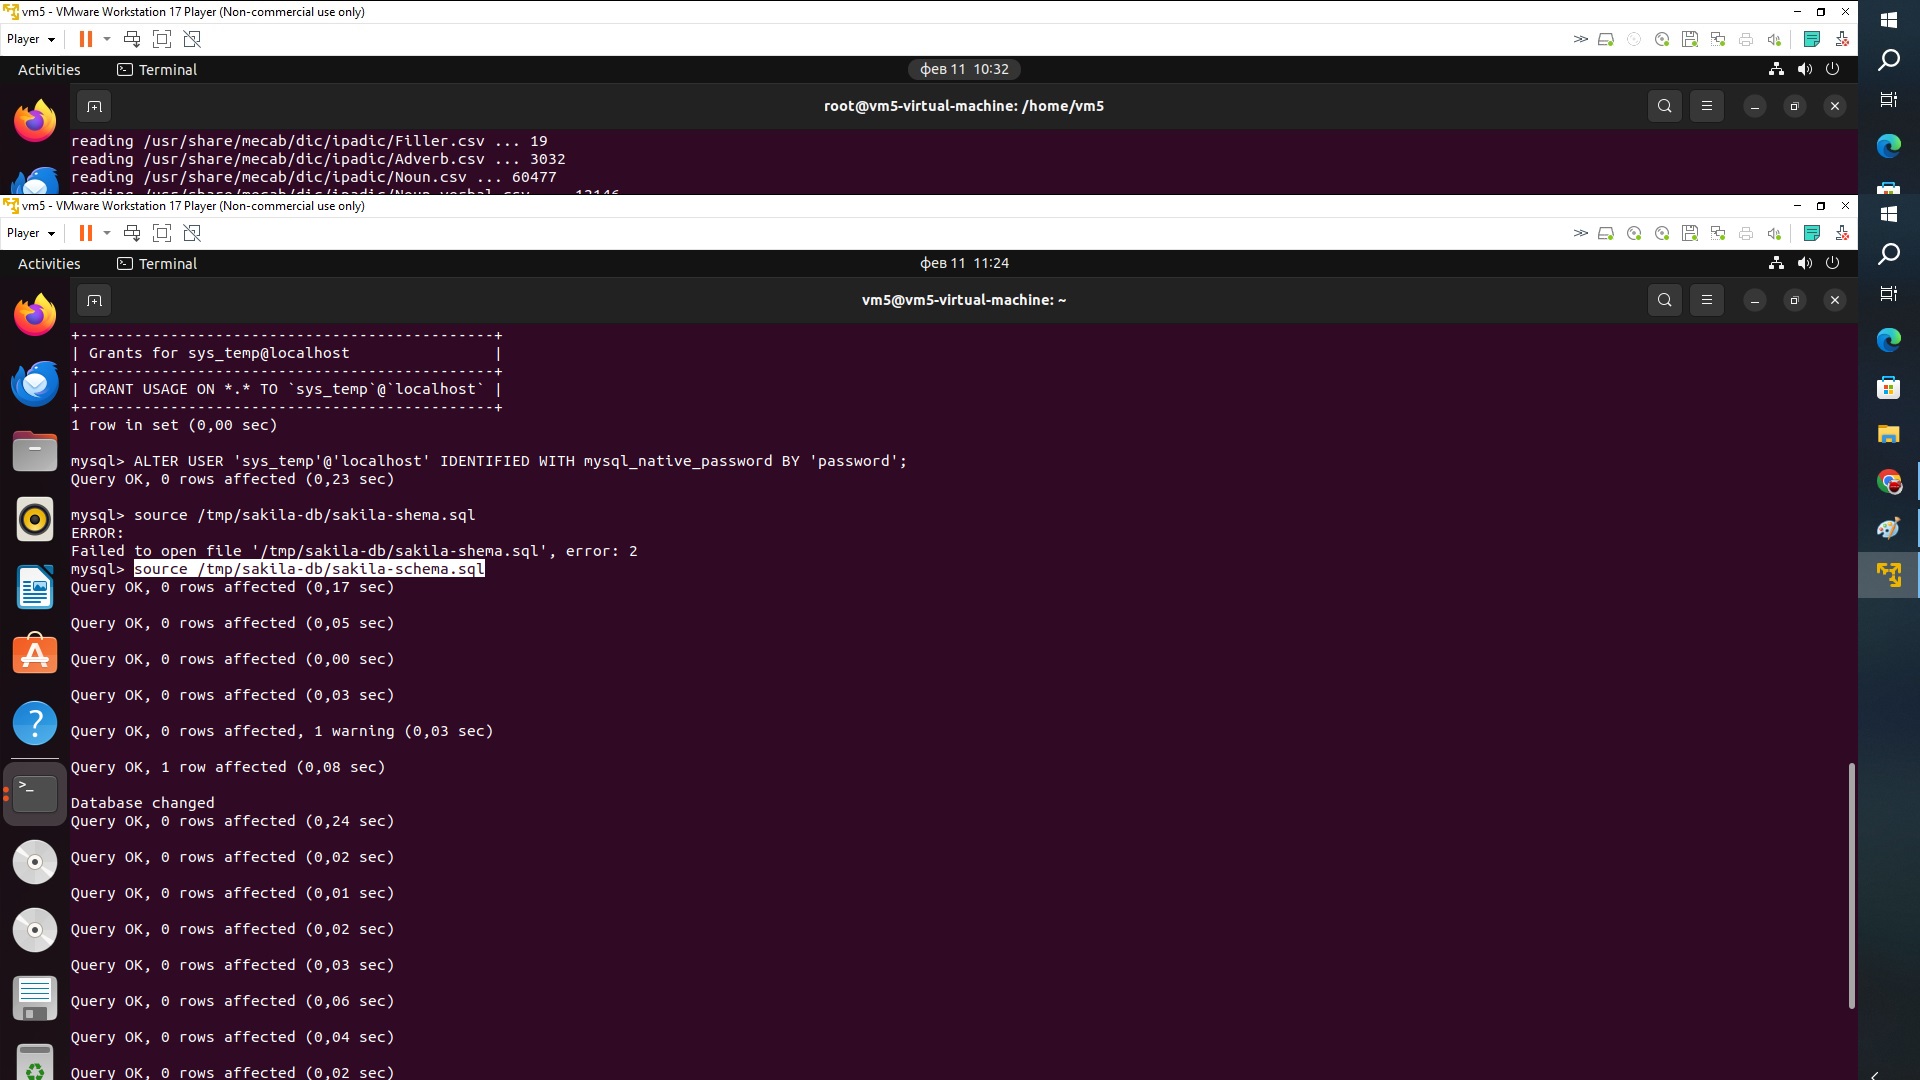 vm5 - VMware Workstation 17 Player (Non-commercial use only)
Player
Activities
Terminal
фев 11 10:32
root@vm5-virtual-machine: /home/vm5
reading /usr/share/mecab/dic/ipadic/Filler.csv ... 19
reading /usr/share/mecab/dic/ipadic/Adverb.csv ... 3032
reading /usr/share/mecab/dic/ipadic/Noun.csv ... 60477
reading /usr/share/mecab/dic/ipadic/Noun.verbal.csv ... 12146
vm5 - VMware Workstation 17 Player (Non-commercial use only)
Player
Activities
Terminal
фев 11 11:24
vm5@vm5-virtual-machine: ~
+----------------------------------------------+
| Grants for sys_temp@localhost                |
+----------------------------------------------+
| GRANT USAGE ON *.* TO `sys_temp`@`localhost` |
+----------------------------------------------+
1 row in set (0,00 sec)
mysql> ALTER USER 'sys_temp'@'localhost' IDENTIFIED WITH mysql_native_password BY 'password';
Query OK, 0 rows affected (0,23 sec)
mysql> source /tmp/sakila-db/sakila-shema.sql
ERROR:
Failed to open file '/tmp/sakila-db/sakila-shema.sql', error: 2
mysql> source /tmp/sakila-db/sakila-schema.sql
Query OK, 0 rows affected (0,17 sec)
Query OK, 0 rows affected (0,05 sec)
Query OK, 0 rows affected (0,00 sec)
Query OK, 0 rows affected (0,03 sec)
Query OK, 0 rows affected, 1 warning (0,03 sec)
Query OK, 1 row affected (0,08 sec)
Database changed
Query OK, 0 rows affected (0,24 sec)
Query OK, 0 rows affected (0,02 sec)
Query OK, 0 rows affected (0,01 sec)
Query OK, 0 rows affected (0,02 sec)
Query OK, 0 rows affected (0,03 sec)
Query OK, 0 rows affected (0,06 sec)
Query OK, 0 rows affected (0,04 sec)
Query OK, 0 rows affected (0,02 sec)